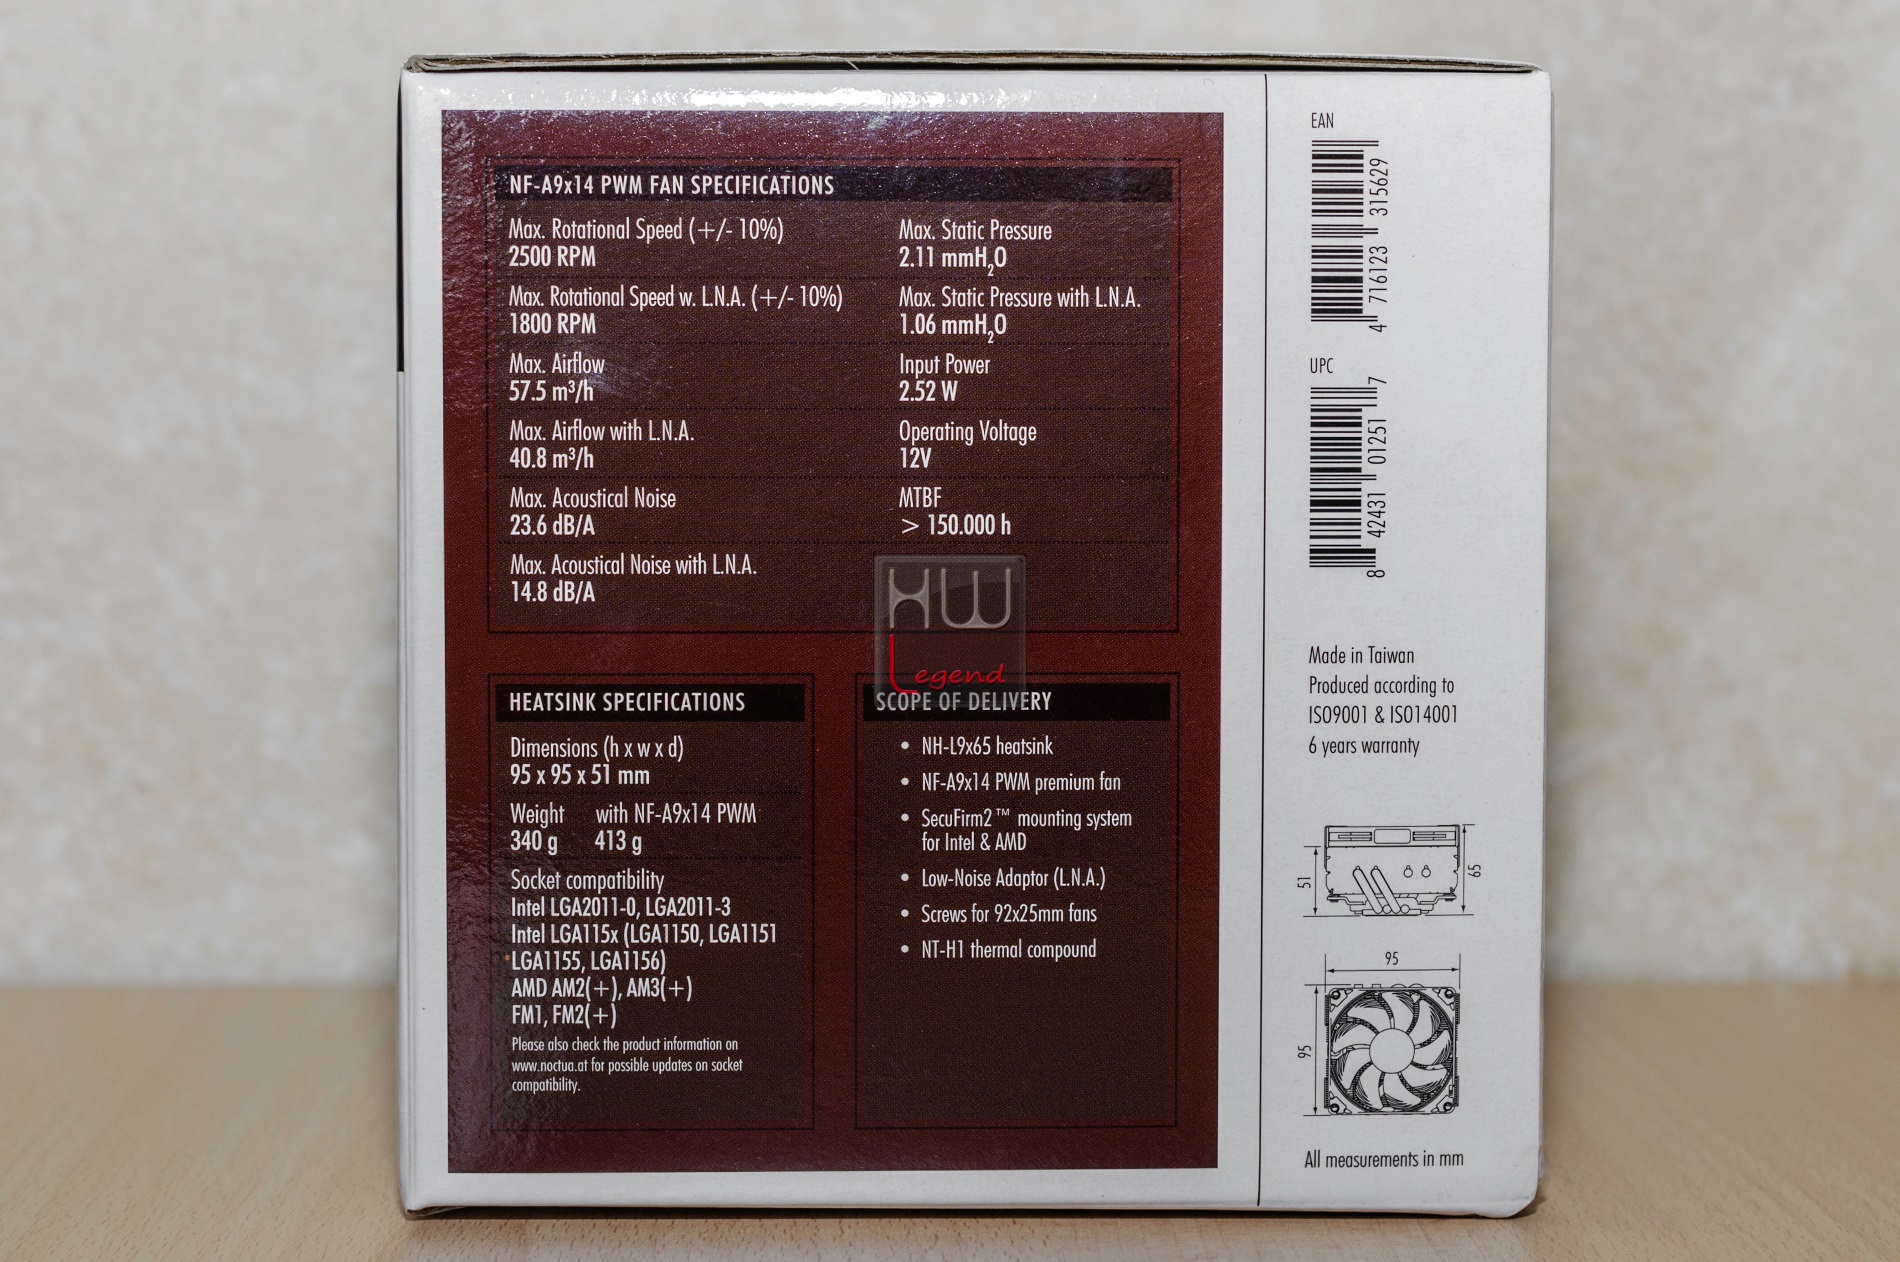 NF-A9x14 PWM FAN SPECIFICATIONS
Max. Rotational Speed (+/- 10%)
2500 RPM
Max. Rotational Speed w. L.N.A. (+/- 10%)
1800 RPM
Max. Airflow
57.5 m³/h
Max. Airflow with L.N.A.
40.8 m³/h
Max. Acoustical Noise
23.6 dB/A
Max. Acoustical Noise with L.N.A.
14.8 dB/A
Max. Static Pressure
2.11 mmH₂O
Max. Static Pressure with L.N.A.
1.06 mmH₂O
Input Power
2.52 W
Operating Voltage
12V
MTBF
> 150.000 h
HW
Legend
HEATSINK SPECIFICATIONS
Dimensions (h x w x d)
95 x 95 x 51 mm
Weight with NF-A9x14 PWM
340 g 413 g
Socket compatibility
Intel LGA2011-0, LGA2011-3
Intel LGA115x (LGA1150, LGA1151
LGA1155, LGA1156)
AMD AM2(+), AM3(+)
FM1, FM2(+)
Please also check the product information on
www.noctua.at for possible updates on socket
compatibility.
SCOPE OF DELIVERY
• NH-L9x65 heatsink
• NF-A9x14 PWM premium fan
• SecuFirm2™ mounting system
for Intel & AMD
• Low-Noise Adaptor (L.N.A.)
• Screws for 92x25mm fans
• NT-H1 thermal compound
EAN
4 716123 315629
UPC
8 42431 01251 7
Made in Taiwan
Produced according to
ISO9001 & ISO14001
6 years warranty
51
65
95
95
All measurements in mm